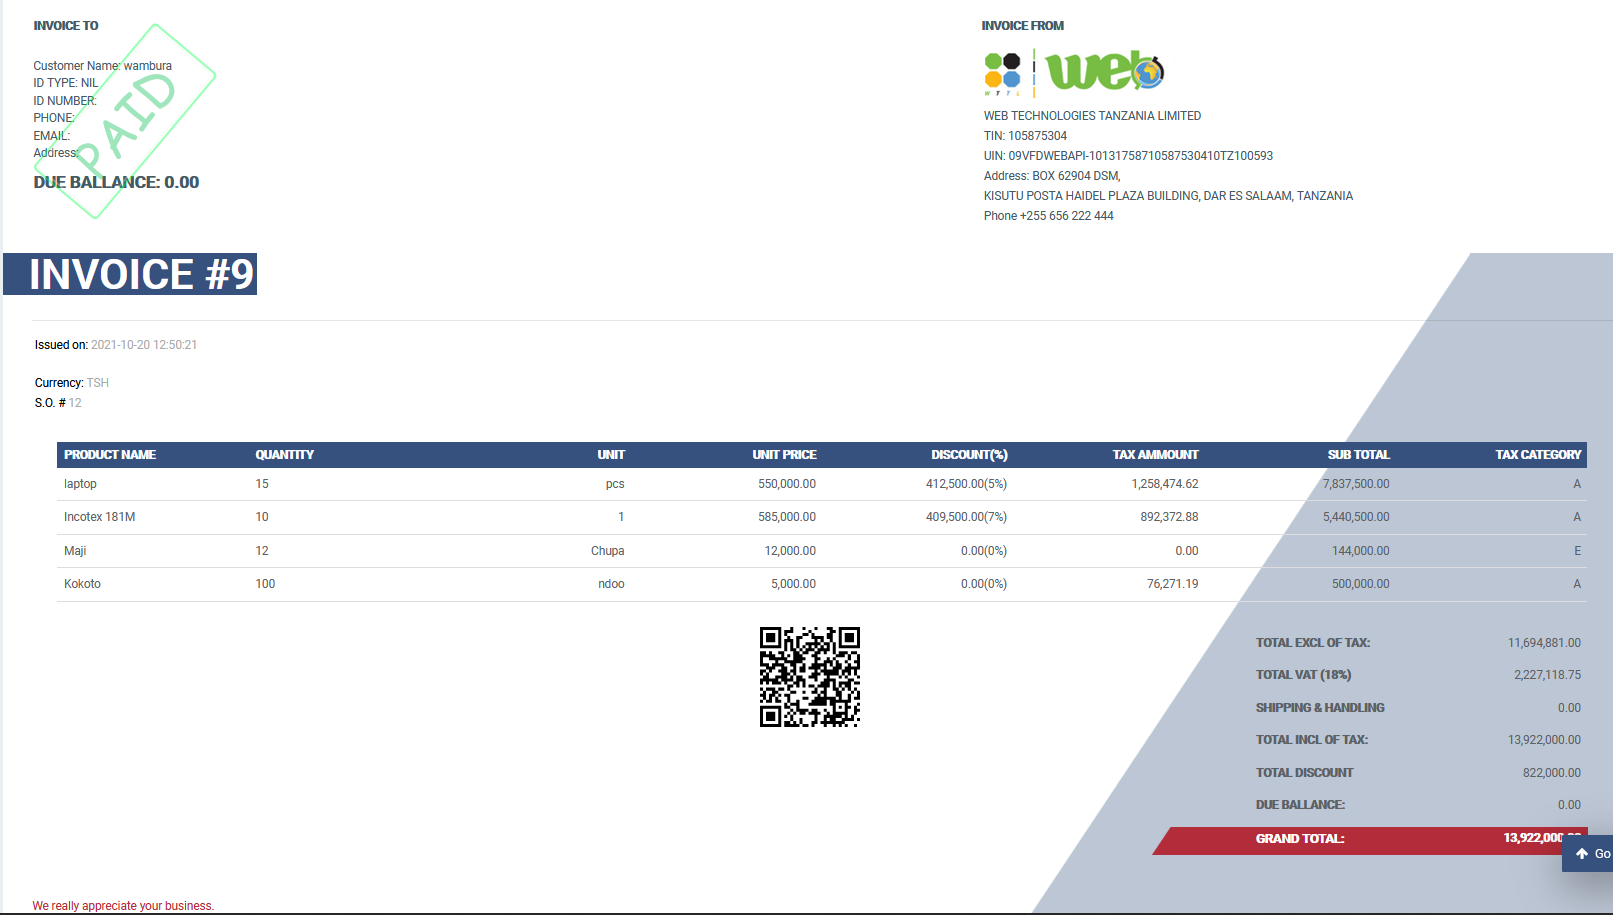 INVOICE TO
Customer Name: wambura
ID TYPE: NIL
ID NUMBER:
PHONE:
EMAIL:
Address:
PAID
DUE BALLANCE: 0.00
INVOICE FROM
W T T L
web
WEB TECHNOLOGIES TANZANIA LIMITED
TIN: 105875304
UIN: 09VFDWEBAPI-10131758710587530410TZ100593
Address: BOX 62904 DSM,
KISUTU POSTA HAIDEL PLAZA BUILDING, DAR ES SALAAM, TANZANIA
Phone +255 656 222 444
INVOICE #9
Issued on: 2021-10-20 12:50:21
Currency: TSH
S.O. # 12
PRODUCT NAME QUANTITY UNIT UNIT PRICE DISCOUNT(%) TAX AMMOUNT SUB TOTAL TAX CATEGORY
laptop 15 pcs 550,000.00 412,500.00(5%) 1,258,474.62 7,837,500.00 A
Incotex 181M 10 1 585,000.00 409,500.00(7%) 892,372.88 5,440,500.00 A
Maji 12 Chupa 12,000.00 0.00(0%) 0.00 144,000.00 E
Kokoto 100 ndoo 5,000.00 0.00(0%) 76,271.19 500,000.00 A
TOTAL EXCL OF TAX: 11,694,881.00
TOTAL VAT (18%) 2,227,118.75
SHIPPING & HANDLING 0.00
TOTAL INCL OF TAX: 13,922,000.00
TOTAL DISCOUNT 822,000.00
DUE BALLANCE: 0.00
GRAND TOTAL: 13,922,000
Go
We really appreciate your business.